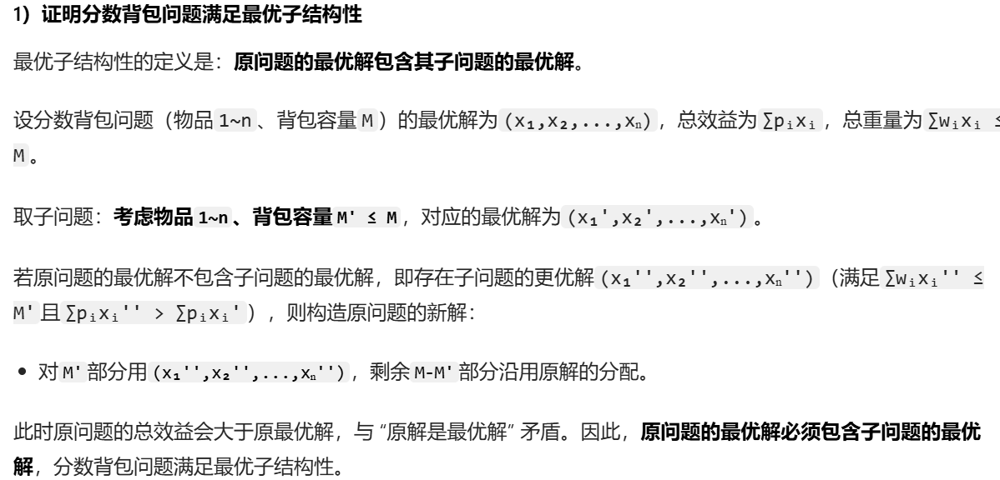 1）证明分数背包问题满足最优子结构性
最优子结构性的定义是：原问题的最优解包含其子问题的最优解。
设分数背包问题（物品 1~n 、背包容量 M ）的最优解为 (x₁,x₂,...,xₙ) ，总效益为 ∑pᵢxᵢ ，总重量为 ∑wᵢxᵢ ≤
M 。
取子问题：考虑物品 1~n 、背包容量 M' ≤ M ，对应的最优解为 (x₁',x₂',...,xₙ') 。
若原问题的最优解不包含子问题的最优解，即存在子问题的更优解 (x₁'',x₂'',...,xₙ'') （满足 ∑wᵢxᵢ'' ≤
M' 且 ∑pᵢxᵢ'' > ∑pᵢxᵢ' ），则构造原问题的新解：
• 对 M' 部分用 (x₁'',x₂'',...,xₙ'') ，剩余 M-M' 部分沿用原解的分配。
此时原问题的总效益会大于原最优解，与 “原解是最优解” 矛盾。因此，原问题的最优解必须包含子问题的最优
解，分数背包问题满足最优子结构性。